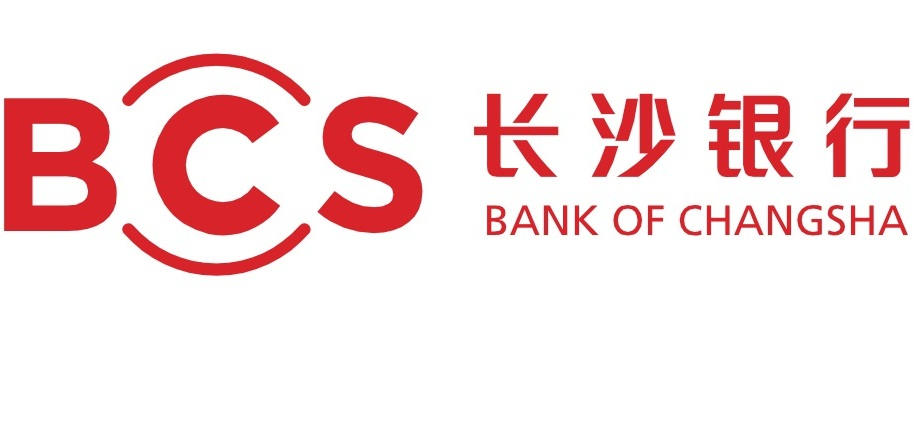 BCS
长沙银行
BANK OF CHANGSHA